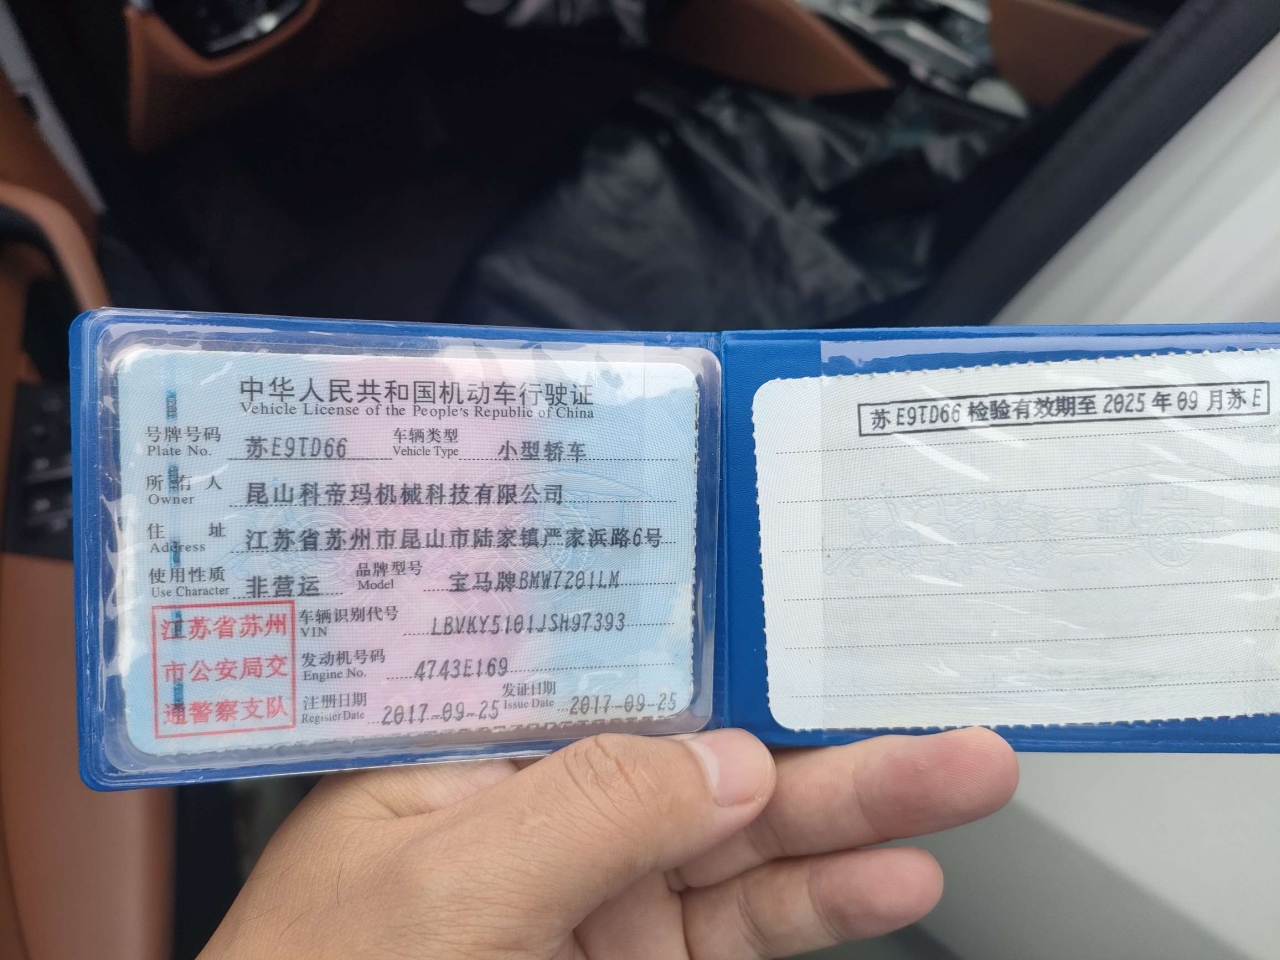 中华人民共和国机动车行驶证
Vehicle License of the People's Republic of China
号牌号码 苏E9TD66 车辆类型 小型轿车
Plate No. Vehicle Type
所有人 昆山科帝玛机械科技有限公司
Owner
住址 江苏省苏州市昆山市陆家镇严家浜路6号
Address
使用性质 非营运 品牌型号 宝马牌BMW7201LM
Use Character Model
江苏省苏州
市公安局交
通警察支队
车辆识别代号 LBVKY5101JSH97393
VIN
发动机号码 4743E169
Engine No.
注册日期 2017-09-25 发证日期 2017-09-25
Register Date Issue Date
苏E9TD66 检验有效期至 2025 年 09 月 苏E